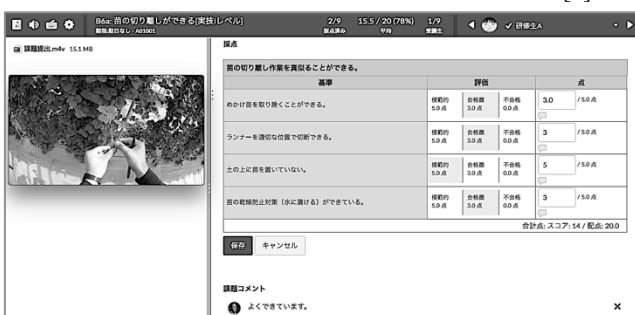 B6a: 苗の切り離しができる[実技:レベル]
期限:期日なし - A01001
2/9
採点済み
15.5 / 20 (78%)
平均
1/9
受講生
研修生A
課題提出.m4v 15.1 MB
採点
苗の切り離し作業を真似ることができる。
基準 評価 点
めかけ苗を取り除くことができる。
模範的 5.0 点
合格圏 3.0 点
不合格 0.0 点
3.0 / 5.0 点
ランナーを適切な位置で切断できる。
模範的 5.0 点
合格圏 3.0 点
不合格 0.0 点
3 / 5.0 点
土の上に苗を置いていない。
模範的 5.0 点
合格圏 3.0 点
不合格 0.0 点
5 / 5.0 点
苗の乾燥防止対策（水に漬ける）ができている。
模範的 5.0 点
合格圏 3.0 点
不合格 0.0 点
3 / 5.0 点
合計点: スコア: 14 / 配点: 20.0
保存 キャンセル
課題コメント
よくできています。